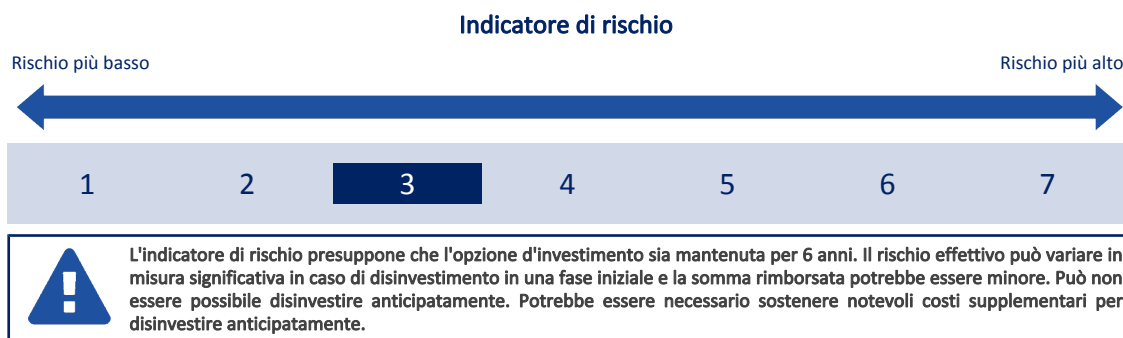 Indicatore di rischio
Rischio più basso
Rischio più alto
1 2 3 4 5 6 7
L'indicatore di rischio presuppone che l'opzione d'investimento sia mantenuta per 6 anni. Il rischio effettivo può variare in
misura significativa in caso di disinvestimento in una fase iniziale e la somma rimborsata potrebbe essere minore. Può non
essere possibile disinvestire anticipatamente. Potrebbe essere necessario sostenere notevoli costi supplementari per
disinvestire anticipatamente.